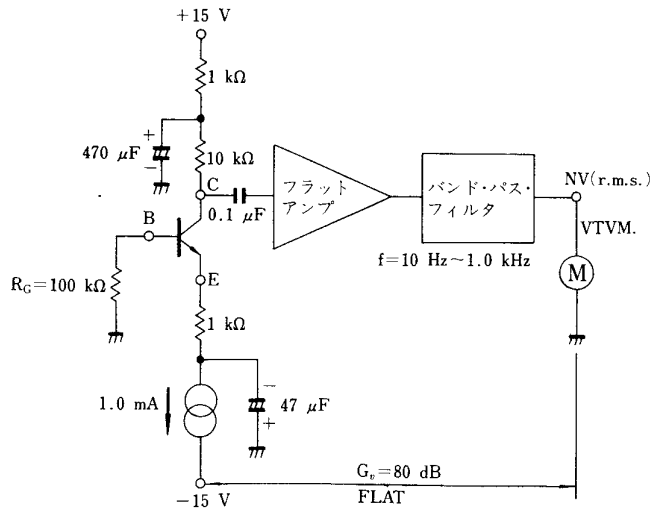 +15 V
1 kΩ
470 μF
+
−
10 kΩ
C
0.1 μF
フラット
アンプ
バンド・パス・
フィルタ
f=10 Hz~1.0 kHz
NV(r.m.s.)
VTVM.
M
B
R_G=100 kΩ
E
1 kΩ
1.0 mA
−
47 μF
+
−15 V
G_v=80 dB
FLAT